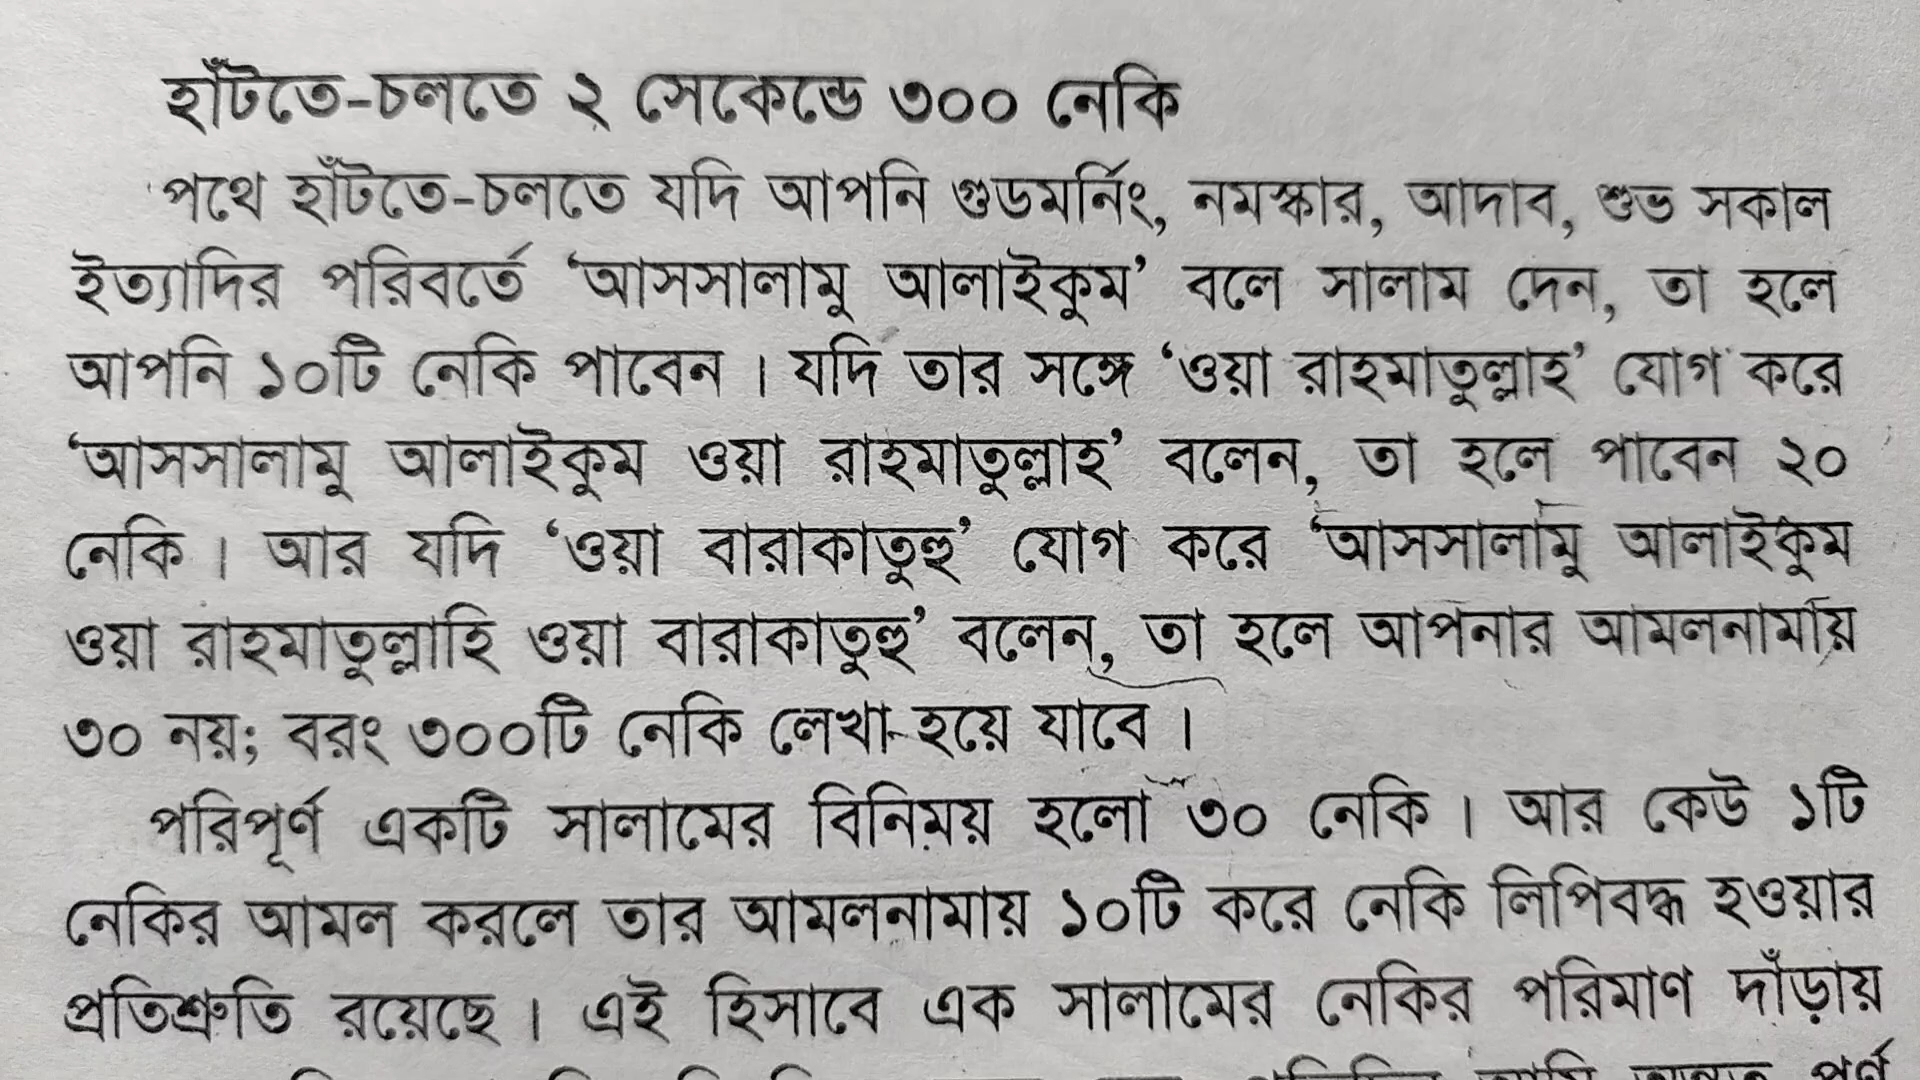 হাঁটতে-চলতে ২ সেকেন্ডে ৩০০ নেকি
পথে হাঁটতে-চলতে যদি আপনি গুডমর্নিং, নমস্কার, আদাব, শুভ সকাল
ইত্যাদির পরিবর্তে ‘আসসালামু আলাইকুম’ বলে সালাম দেন, তা হলে
আপনি ১০টি নেকি পাবেন। যদি তার সঙ্গে ‘ওয়া রাহমাতুল্লাহ’ যোগ করে
‘আসসালামু আলাইকুম ওয়া রাহমাতুল্লাহ’ বলেন, তা হলে পাবেন ২০
নেকি। আর যদি ‘ওয়া বারাকাতুহু’ যোগ করে ‘আসসালামু আলাইকুম
ওয়া রাহমাতুল্লাহি ওয়া বারাকাতুহু’ বলেন, তা হলে আপনার আমলনামায়
৩০ নয়; বরং ৩০০টি নেকি লেখা হয়ে যাবে।
পরিপূর্ণ একটি সালামের বিনিময় হলো ৩০ নেকি। আর কেউ ১টি
নেকির আমল করলে তার আমলনামায় ১০টি করে নেকি লিপিবদ্ধ হওয়ার
প্রতিশ্রুতি রয়েছে। এই হিসাবে এক সালামের নেকির পরিমাণ দাঁড়ায়